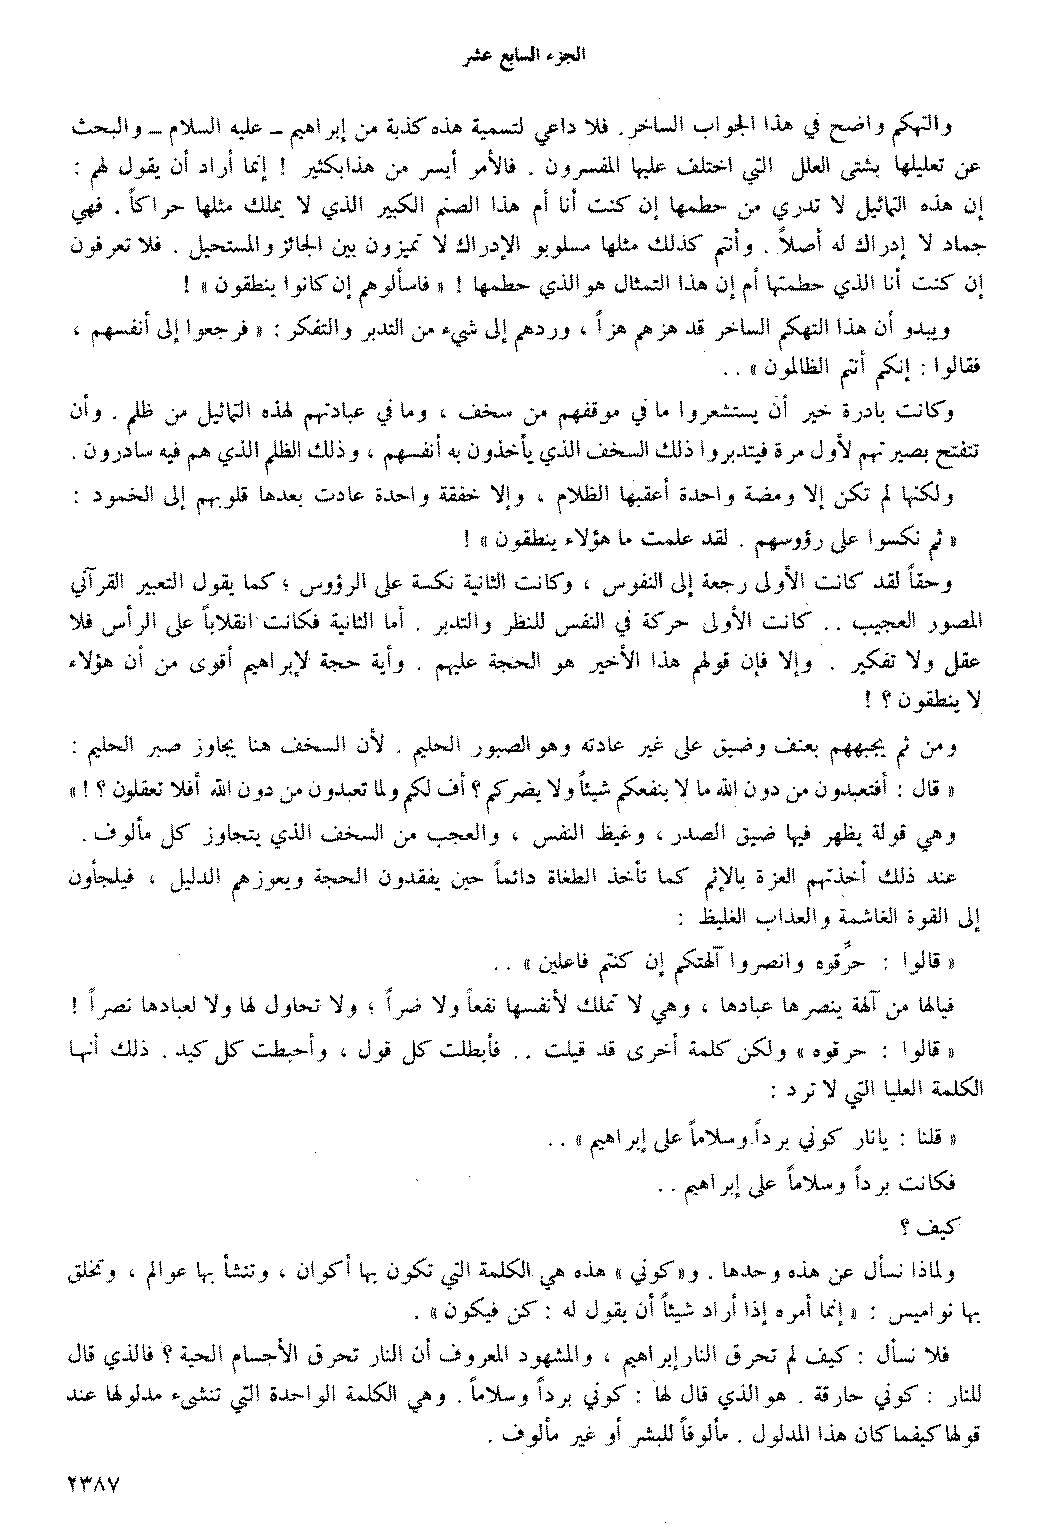 الجزء السابع عشر
والتهكم واضح في هذا الجواب الساخر. فلا داعي لتسمية هذه كذبة من إبراهيم ــ عليه السلام ــ والبحث
عن تعليلها بشتى العلل التي اختلف عليها المفسرون . فالأمر أيسر من هذا بكثير ! إنما أراد أن يقول لهم :
إن هذه التماثيل لا تدري من حطمها إن كنت أنا أم هذا الصنم الكبير الذي لا يملك مثلها حراكاً . فهي
جماد لا إدراك له أصلاً . وأنتم كذلك مثلها مسلوبو الإدراك لا تميزون بين الجائز والمستحيل . فلا تعرفون
إن كنت أنا الذي حطمتها أم إن هذا التمثال هو الذي حطمها ! « فاسألوهم إن كانوا ينطقون » !
ويبدو أن هذا التهكم الساخر قد هزهم هزاً ، وردهم إلى شيء من التدبر والتفكر : « فرجعوا إلى أنفسهم ،
فقالوا : إنكم أنتم الظالمون » . .
وكانت بادرة خير أن يستشعروا ما في موقفهم من سخف ، وما في عبادتهم لهذه التماثيل من ظلم . وأن
تتفتح بصيرتهم لأول مرة فيتدبروا ذلك السخف الذي يأخذون به أنفسهم ، وذلك الظلم الذي هم فيه سادرون .
ولكنها لم تكن إلا ومضة واحدة أعقبها الظلام ، وإلا خفقة واحدة عادت بعدها قلوبهم إلى الخمود :
« ثم نكسوا على رؤوسهم . لقد علمت ما هؤلاء ينطقون » !
وحقاً لقد كانت الأولى رجعة إلى النفوس ، وكانت الثانية نكسة على الرؤوس ؛ كما يقول التعبير القرآني
المصور العجيب . . كانت الأولى حركة في النفس للنظر والتدبر . أما الثانية فكانت انقلاباً على الرأس فلا
عقل ولا تفكير . وإلا فإن قولهم هذا الأخير هو الحجة عليهم . وأية حجة لإبراهيم أقوى من أن هؤلاء
لا ينطقون ؟ !
ومن ثم يجبههم بعنف وضيق على غير عادته وهو الصبور الحليم . لأن السخف هنا يجاوز صبر الحليم :
« قال : أفتعبدون من دون الله ما لا ينفعكم شيئاً ولا يضركم ؟ أف لكم ولما تعبدون من دون الله أفلا تعقلون ؟ ! »
وهي قولة يظهر فيها ضيق الصدر ، وغيظ النفس ، والعجب من السخف الذي يتجاوز كل مألوف .
عند ذلك أخذتهم العزة بالإثم كما تأخذ الطغاة دائماً حين يفقدون الحجة ويعوزهم الدليل ، فيلجأون
إلى القوة الغاشمة والعذاب الغليظ :
« قالوا : حرِّقوه وانصروا آلهتكم إن كنتم فاعلين » . .
فيالها من آلهة ينصرها عبادها ، وهي لا تملك لأنفسها نفعاً ولا ضراً ؛ ولا تحاول لها ولا لعبادها نصراً !
« قالوا : حرقوه » ولكن كلمة أخرى قد قيلت . . فأبطلت كل قول ، وأحبطت كل كيد . ذلك أنها
الكلمة العليا التي لا ترد :
« قلنا : يا نار كوني برداً وسلاماً على إبراهيم » . .
فكانت برداً وسلاماً على إبراهيم . .
كيف ؟
ولماذا نسأل عن هذه وحدها . و« كوني » هذه هي الكلمة التي تكون بها أكوان ، وتنشأ بها عوالم ، وتخلق
بها نواميس : « إنما أمره إذا أراد شيئاً أن يقول له : كن فيكون » .
فلا نسأل : كيف لم تحرق النار إبراهيم ، والمشهود المعروف أن النار تحرق الأجسام الحية ؟ فالذي قال
للنار : كوني حارقة . هو الذي قال لها : كوني برداً وسلاماً . وهي الكلمة الواحدة التي تنشىء مدلولها عند
قولها كيفما كان هذا المدلول . مألوفاً للبشر أو غير مألوف .
٢٣٨٧